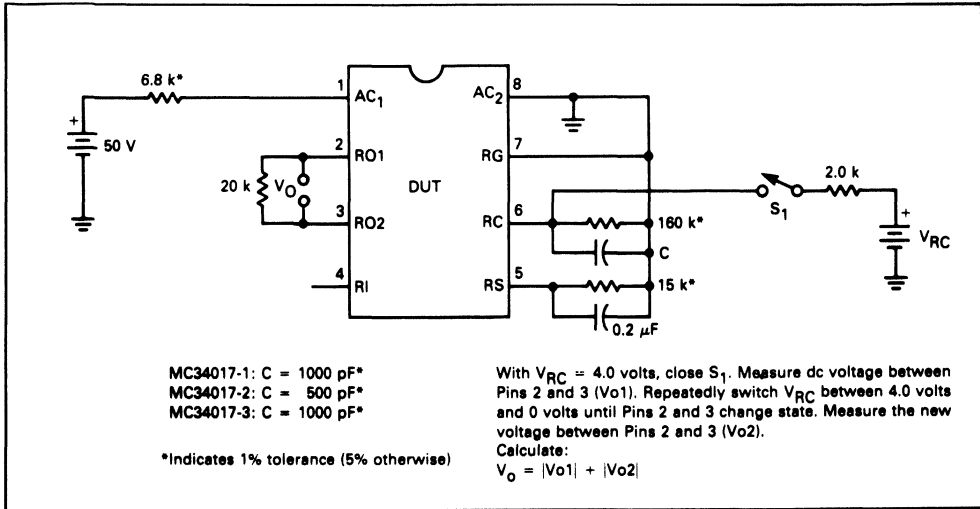 6.8 k*
+
50 V
1
AC1
2
RO1
20 k
VO
3
RO2
4
RI
DUT
AC2
8
RG
7
RC
6
RS
5
160 k*
C
15 k*
0.2 μF
S1
2.0 k
+
VRC
MC34017-1: C = 1000 pF*
MC34017-2: C = 500 pF*
MC34017-3: C = 1000 pF*
*Indicates 1% tolerance (5% otherwise)
With VRC = 4.0 volts, close S1. Measure dc voltage between
Pins 2 and 3 (Vo1). Repeatedly switch VRC between 4.0 volts
and 0 volts until Pins 2 and 3 change state. Measure the new
voltage between Pins 2 and 3 (Vo2).
Calculate:
Vo = |Vo1| + |Vo2|